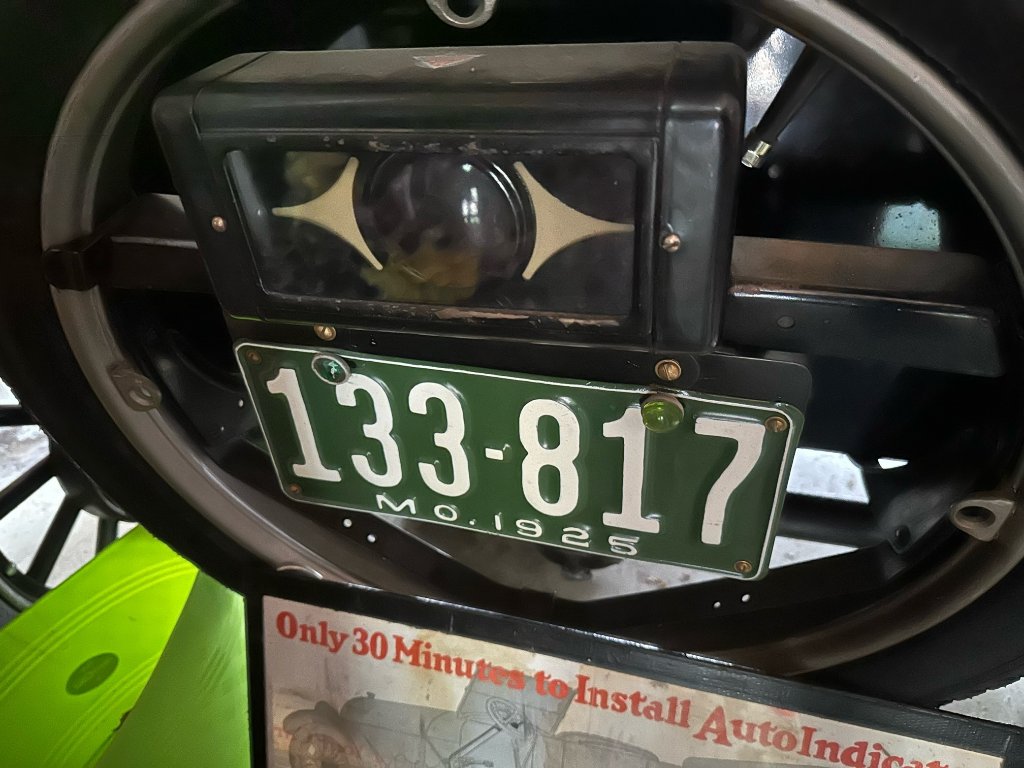 133-817
MO. 1925
Only 30 Minutes to Install AutoIndicat